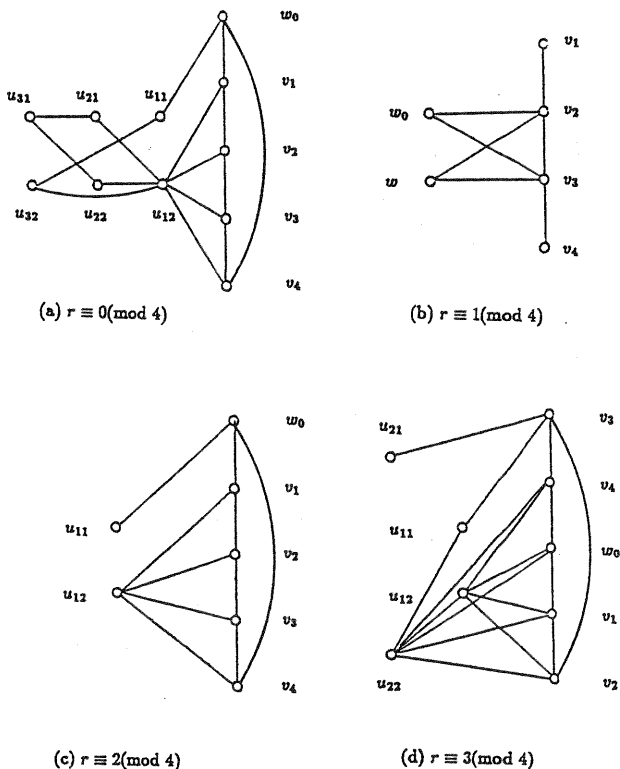 w₀
v₁
u₃₁ u₂₁ u₁₁
v₂
u₃₂ u₂₂ u₁₂
v₃
v₄
(a) r ≡ 0(mod 4)
v₁
w₀
v₂
w
v₃
v₄
(b) r ≡ 1(mod 4)
w₀
v₁
u₁₁
v₂
u₁₂
v₃
v₄
(c) r ≡ 2(mod 4)
v₃
u₂₁
v₄
u₁₁
w₀
u₁₂
v₁
u₂₂
v₂
(d) r ≡ 3(mod 4)